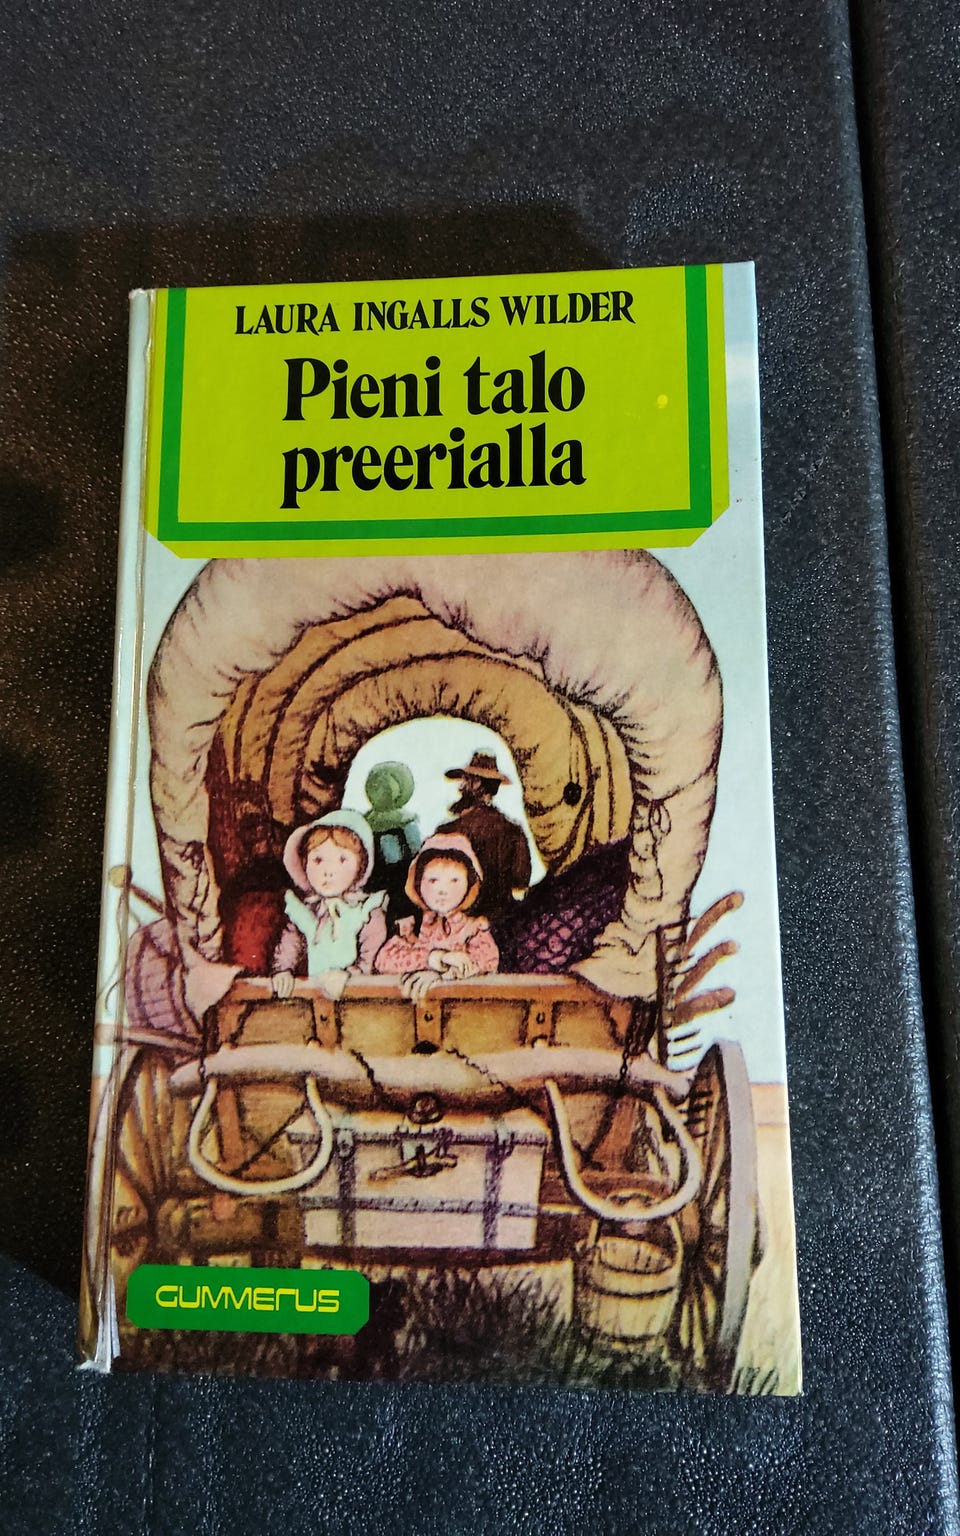 LAURA INGALLS WILDER
Pieni talo
preerialla
GUMMERUS